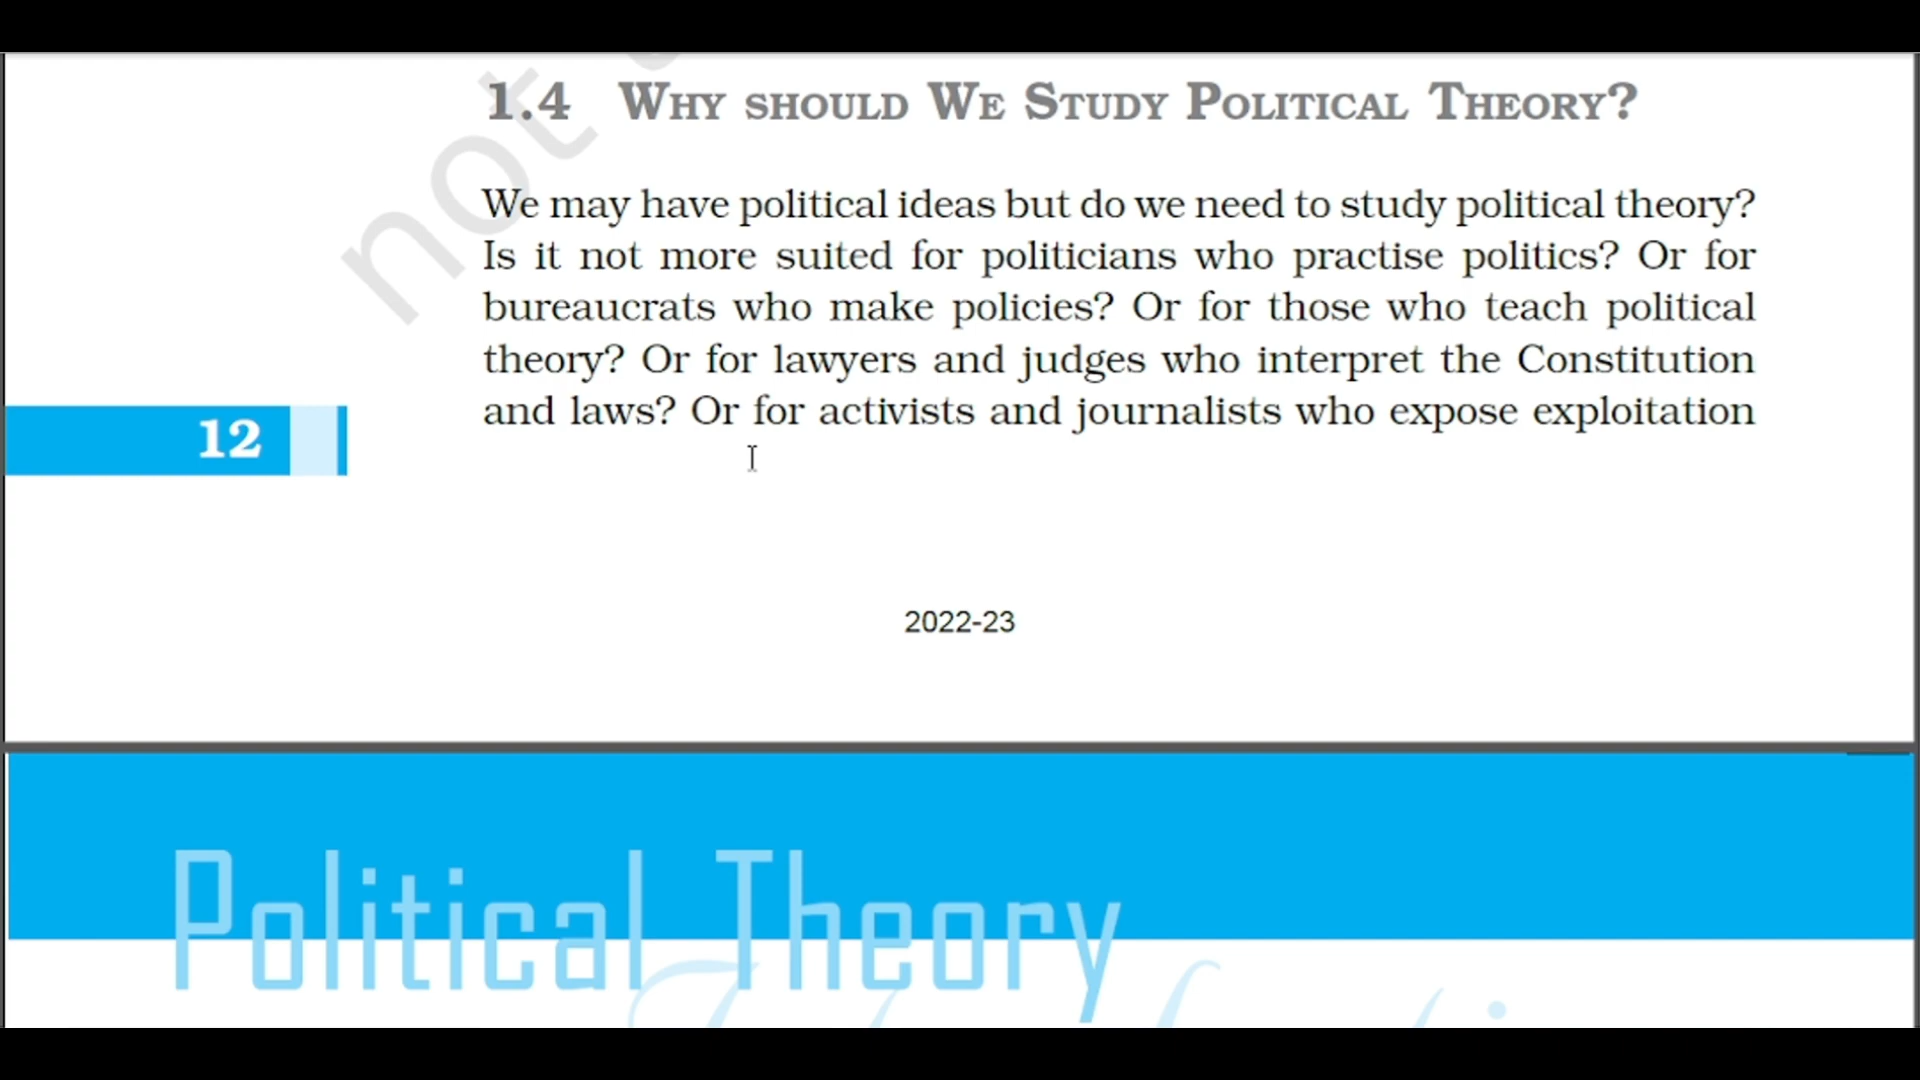 not
1.4 WHY SHOULD WE STUDY POLITICAL THEORY?
We may have political ideas but do we need to study political theory?
Is it not more suited for politicians who practise politics? Or for
bureaucrats who make policies? Or for those who teach political
theory? Or for lawyers and judges who interpret the Constitution
and laws? Or for activists and journalists who expose exploitation
12
2022-23
Political Theory